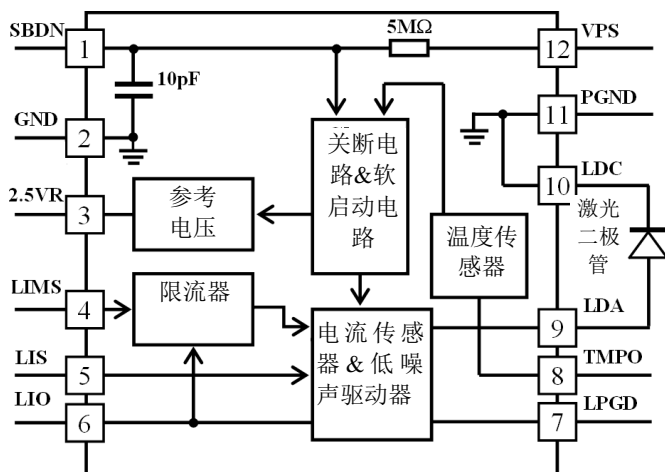 SBDN
1
5MΩ
12
VPS
10pF
GND
2
11
PGND
关断电
路&软
启动电
路
2.5VR
3
参考
电压
10
LDC
激光
二极
管
温度传
感器
LIMS
4
限流器
电流传感
器&低噪
声驱动器
9
LDA
LIS
5
8
TMPO
LIO
6
7
LPGD